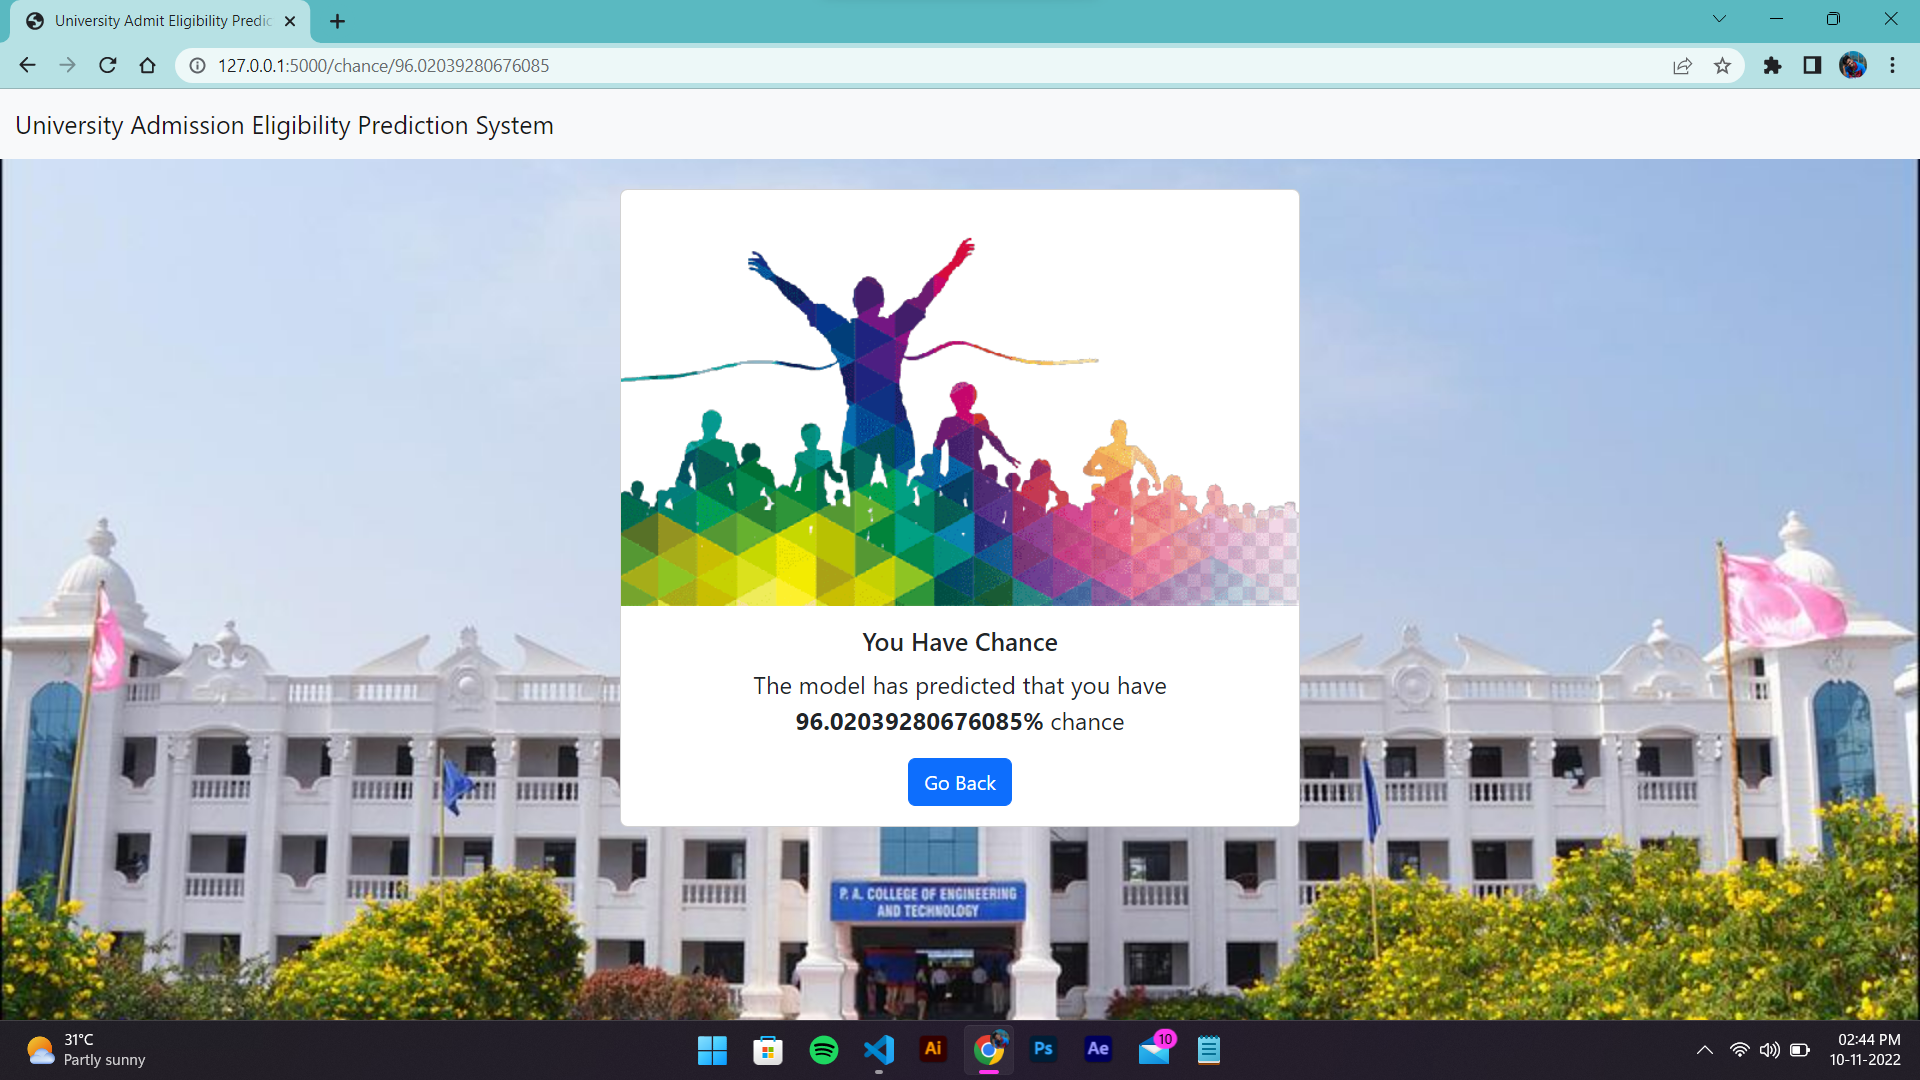 University Admit Eligibility Predic
127.0.0.1:5000/chance/96.02039280676085
University Admission Eligibility Prediction System
You Have Chance
The model has predicted that you have
96.02039280676085% chance
Go Back
P. A. COLLEGE OF ENGINEERING
AND TECHNOLOGY
31°C
Partly sunny
Ai
Ps
Ae
10
02:44 PM
10-11-2022